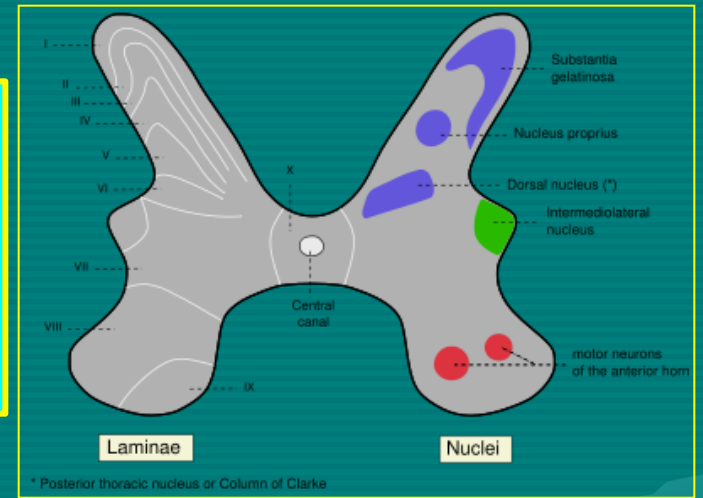 I
II
III
IV
V
VI
VII
VIII
IX
X
Central
canal
Substantia
gelatinosa
Nucleus proprius
Dorsal nucleus (*)
Intermediolateral
nucleus
motor neurons
of the anterior horn
Laminae
Nuclei
* Posterior thoracic nucleus or Column of Clarke